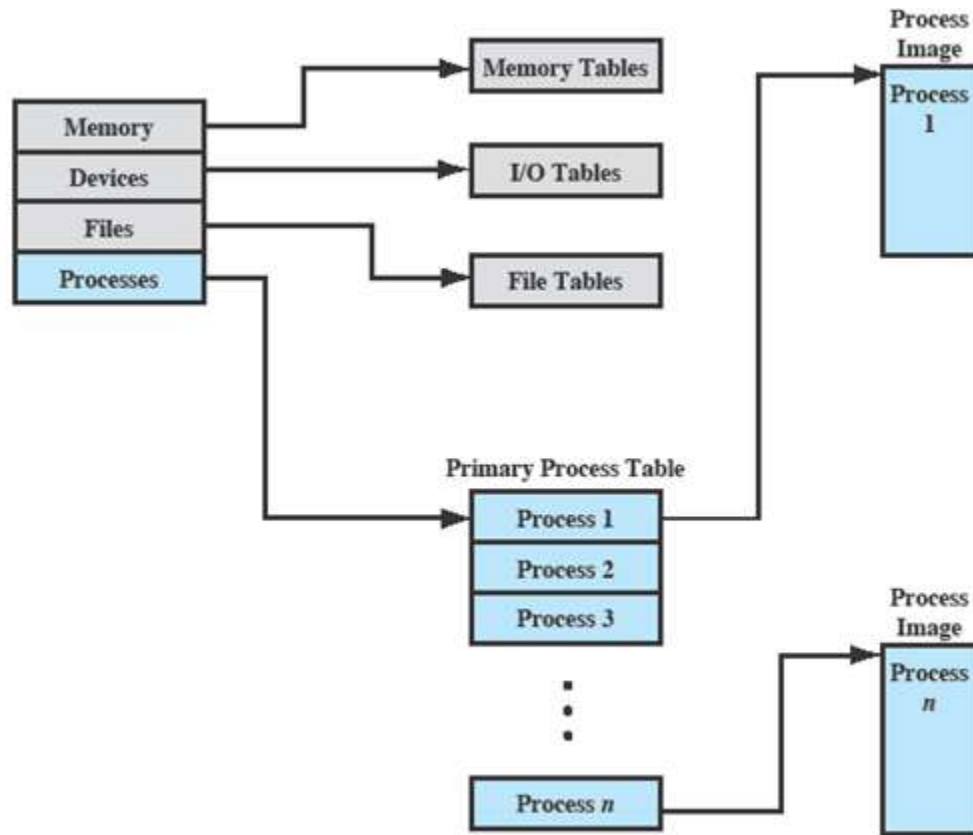 Memory
Devices
Files
Processes
Memory Tables
I/O Tables
File Tables
Primary Process Table
Process 1
Process 2
Process 3
Process n
Process
Image
Process
1
Process
Image
Process
n